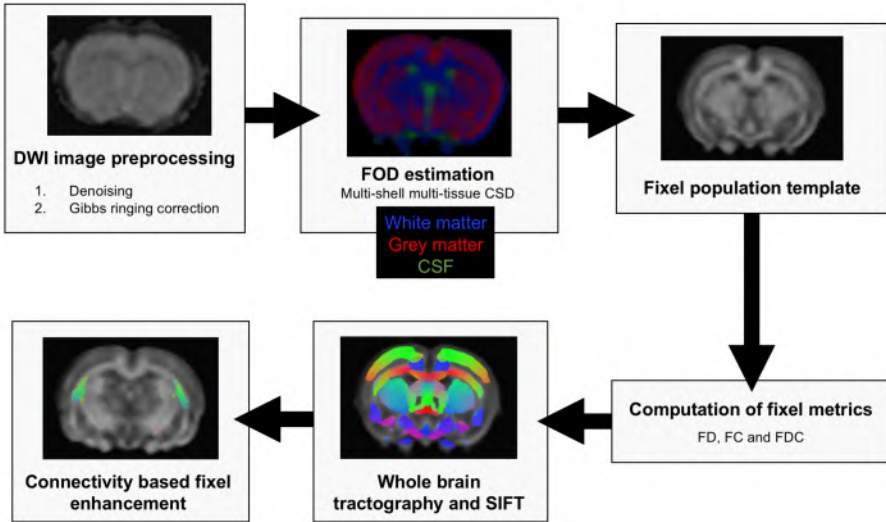 DWI image preprocessing
1. Denoising
2. Gibbs ringing correction
FOD estimation
Multi-shell multi-tissue CSD
White matter
Grey matter
CSF
Fixel population template
Computation of fixel metrics
FD, FC and FDC
Whole brain
tractography and SIFT
Connectivity based fixel
enhancement